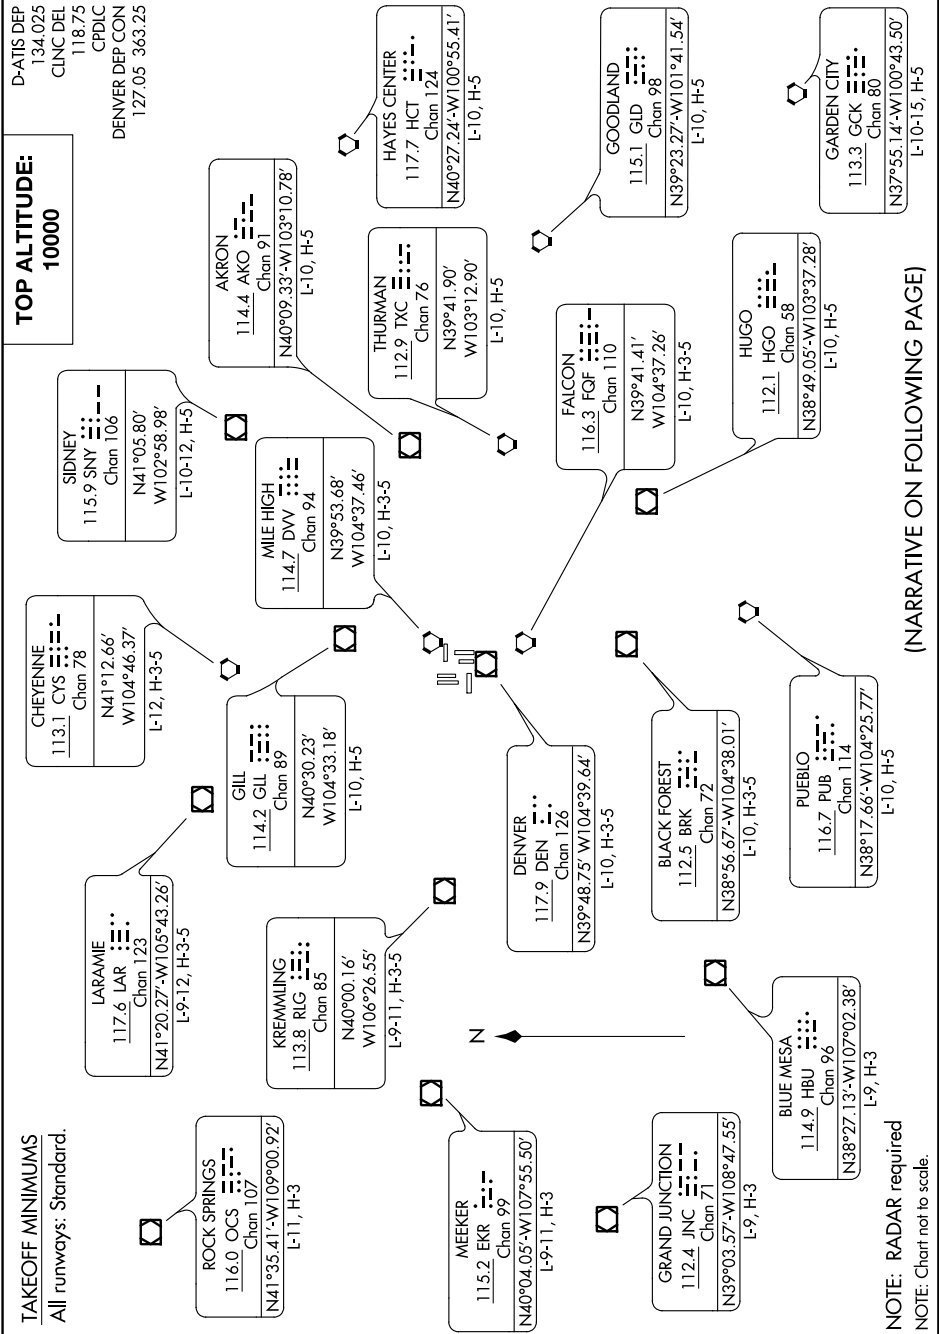 TAKEOFF MINIMUMS
All runways: Standard.
TOP ALTITUDE:
10000
D-ATIS DEP
134.025
CLNC DEL
118.75
CPDLC
DENVER DEP CON
127.05 363.25
ROCK SPRINGS
116.0 OCS
Chan 107
N41°35.41'-W109°00.92'
L-11, H-3
LARAMIE
117.6 LAR
Chan 123
N41°20.27'-W105°43.26'
L-9-12, H-3-5
CHEYENNE
113.1 CYS
Chan 78
N41°12.66'
W104°46.37'
L-12, H-3-5
SIDNEY
115.9 SNY
Chan 106
N41°05.80'
W102°58.98'
L-10-12, H-5
AKRON
114.4 AKO
Chan 91
N40°09.33'-W103°10.78'
L-10, H-5
HAYES CENTER
117.7 HCT
Chan 124
N40°27.24'-W100°55.41'
L-10, H-5
GILL
114.2 GLL
Chan 89
N40°30.23'
W104°33.18'
L-10, H-5
MILE HIGH
114.7 DVV
Chan 94
N39°53.68'
W104°37.46'
L-10, H-3-5
KREMMLING
113.8 RLG
Chan 85
N40°00.16'
W106°26.55'
L-9-11, H-3-5
THURMAN
112.9 TXC
Chan 76
N39°41.90'
W103°12.90'
L-10, H-5
N
MEEKER
115.2 EKR
Chan 99
N40°04.05'-W107°55.50'
L-9-11, H-3
DENVER
117.9 DEN
Chan 126
N39°48.75' W104°39.64'
L-10, H-3-5
FALCON
116.3 FQF
Chan 110
N39°41.41'
W104°37.26'
L-10, H-3-5
GOODLAND
115.1 GLD
Chan 98
N39°23.27'-W101°41.54'
L-10, H-5
GRAND JUNCTION
112.4 JNC
Chan 71
N39°03.57'-W108°47.55'
L-9, H-3
BLACK FOREST
112.5 BRK
Chan 72
N38°56.67'-W104°38.01'
L-10, H-3-5
HUGO
112.1 HGO
Chan 58
N38°49.05'-W103°37.28'
L-10, H-5
BLUE MESA
114.9 HBU
Chan 96
N38°27.13'-W107°02.38'
L-9, H-3
PUEBLO
116.7 PUB
Chan 114
N38°17.66'-W104°25.77'
L-10, H-5
GARDEN CITY
113.3 GCK
Chan 80
N37°55.14'-W100°43.50'
L-10-15, H-5
NOTE: RADAR required
NOTE: Chart not to scale.
(NARRATIVE ON FOLLOWING PAGE)